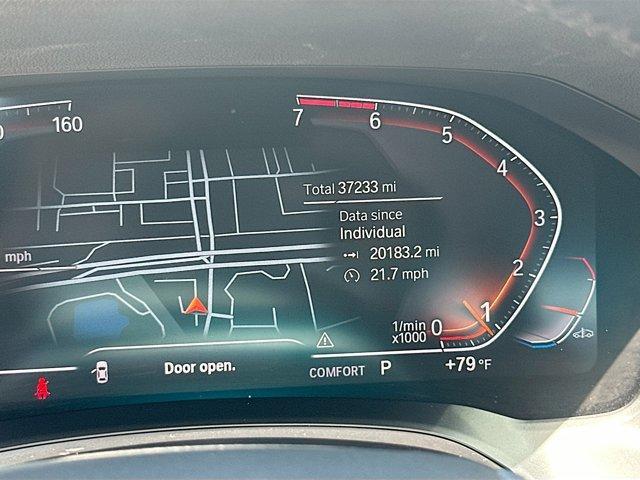 160
7
6
5
4
3
2
1
0
1/min
x1000
Total 37233 mi
Data since
Individual
20183.2 mi
21.7 mph
mph
Door open.
COMFORT P
+79 °F